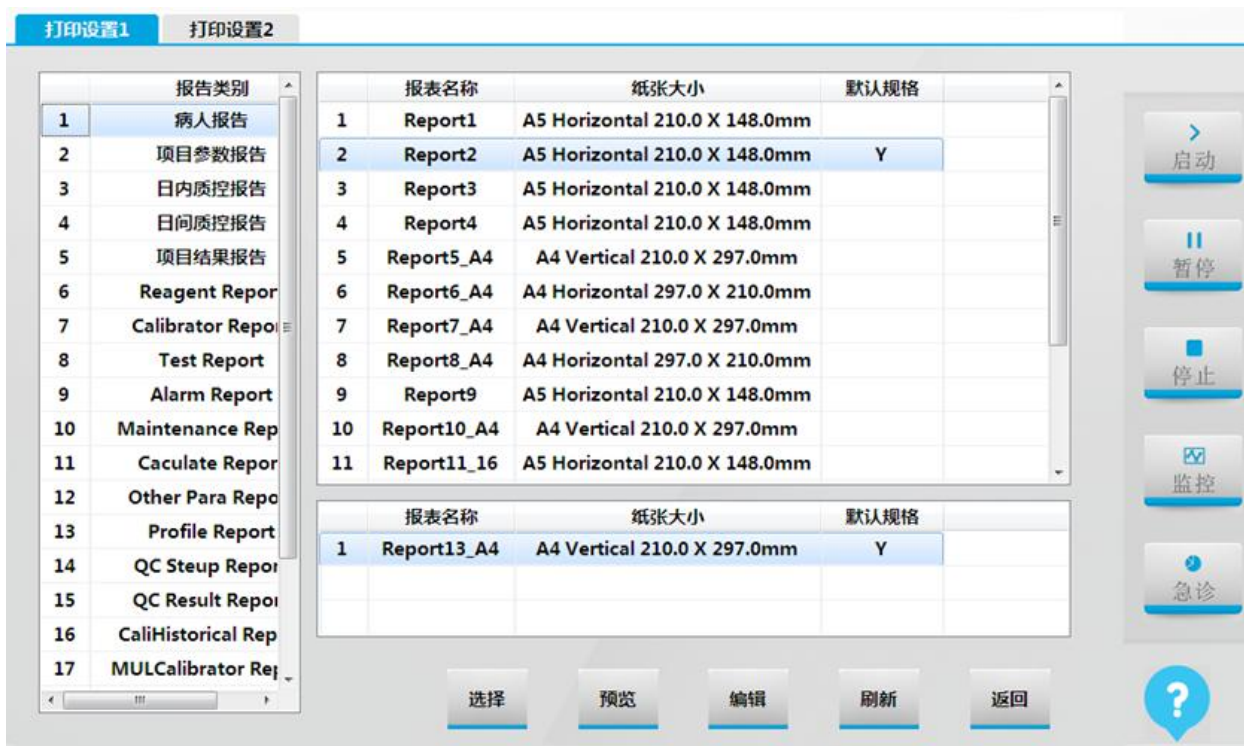 打印设置1 打印设置2
报告类别
1 病人报告
2 项目参数报告
3 日内质控报告
4 日间质控报告
5 项目结果报告
6 Reagent Repor
7 Calibrator Repo
8 Test Report
9 Alarm Report
10 Maintenance Rep
11 Caculate Repor
12 Other Para Repo
13 Profile Report
14 QC Steup Repor
15 QC Result Repo
16 CaliHistorical Rep
17 MULCalibrator Re
报表名称 纸张大小 默认规格
1 Report1 A5 Horizontal 210.0 X 148.0mm
2 Report2 A5 Horizontal 210.0 X 148.0mm Y
3 Report3 A5 Horizontal 210.0 X 148.0mm
4 Report4 A5 Horizontal 210.0 X 148.0mm
5 Report5_A4 A4 Vertical 210.0 X 297.0mm
6 Report6_A4 A4 Horizontal 297.0 X 210.0mm
7 Report7_A4 A4 Vertical 210.0 X 297.0mm
8 Report8_A4 A4 Horizontal 297.0 X 210.0mm
9 Report9 A5 Horizontal 210.0 X 148.0mm
10 Report10_A4 A4 Vertical 210.0 X 297.0mm
11 Report11_16 A5 Horizontal 210.0 X 148.0mm
报表名称 纸张大小 默认规格
1 Report13_A4 A4 Vertical 210.0 X 297.0mm Y
启动
暂停
停止
监控
急诊
选择 预览 编辑 刷新 返回
?